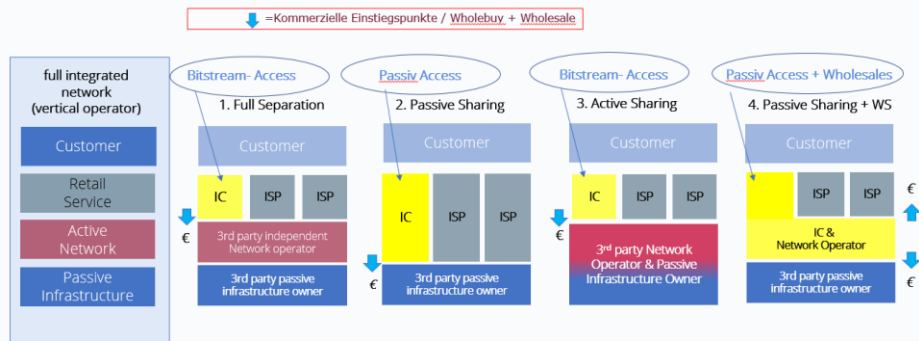 =Kommerzielle Einstiegspunkte / Wholebuy + Wholesale
full integrated
network
(vertical operator)
Customer
Retail
Service
Active
Network
Passive
Infrastructure
Bitstream- Access
1. Full Separation
Customer
IC
ISP
ISP
€
3rd party independent
Network operator
3rd party passive
infrastructure owner
Passiv Access
2. Passive Sharing
Customer
IC
ISP
ISP
€
3rd party passive
infrastructure owner
Bitstream- Access
3. Active Sharing
Customer
IC
ISP
ISP
€
3rd party Network
Operator & Passive
Infrastructure Owner
Passiv Access + Wholesales
4. Passive Sharing + WS
Customer
ISP
ISP
€
IC &
Network Operator
3rd party passive
infrastructure owner
€